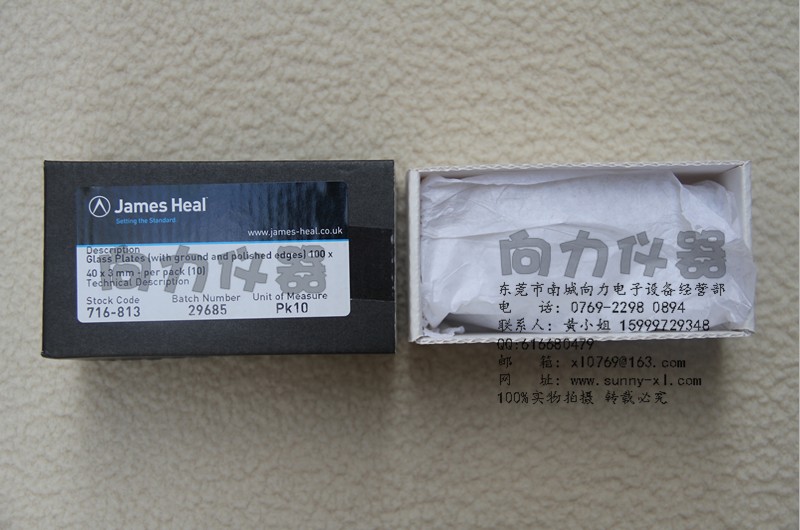 James Heal
Setting the Standard
www.james-heal.co.uk
Description
Glass Plates (with ground and polished edges) 100 x
40 x 3 mm - per pack (10)
Technical Description
Stock Code Batch Number Unit of Measure
716-813 29685 Pk10
向力仪器
向力仪器
东莞市南城向力电子设备经营部
电 话: 0769-2298 0894
联系人: 黄小姐 15999729348
QQ:616680479
邮 箱: xl0769@163.com
网 址: www.sunny-xl.com
100%实物拍摄 转载必究